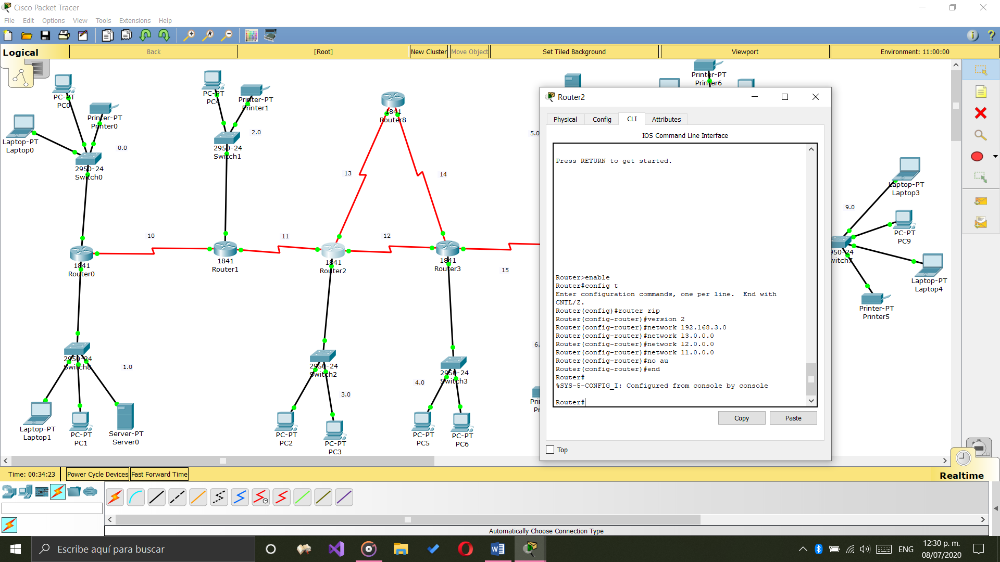 Cisco Packet Tracer
File Edit Options View Tools Extensions Help
Logical
Back
[Root]
New Cluster
Move Object
Set Tiled Background
Viewport
Environment: 11:00:00
PC-PT
PC0
Printer-PT
Printer0
Laptop-PT
Laptop0
2950-24
Switch0
0.0
PC-PT
PC4
Printer-PT
Printer1
2950-24
Switch1
2.0
1841
Router8
13
14
5.0
Printer-PT
Printer6
10
11
12
15
1841
Router0
1841
Router1
1841
Router2
1841
Router3
2950-24
Switch8
1.0
Laptop-PT
Laptop1
PC-PT
PC1
Server-PT
Server0
2950-24
Switch2
3.0
PC-PT
PC2
PC-PT
PC3
2950-24
Switch3
4.0
PC-PT
PC5
PC-PT
PC6
6.
Pri
Pr
Router2
Physical
Config
CLI
Attributes
IOS Command Line Interface
Press RETURN to get started.
Router>enable
Router#config t
Enter configuration commands, one per line. End with
CNTL/Z.
Router(config)#router rip
Router(config-router)#version 2
Router(config-router)#network 192.168.3.0
Router(config-router)#network 13.0.0.0
Router(config-router)#network 12.0.0.0
Router(config-router)#network 11.0.0.0
Router(config-router)#no au
Router(config-router)#end
Router#
%SYS-5-CONFIG_I: Configured from console by console
Router#
Copy
Paste
Top
9.0
Laptop-PT
Laptop3
PC-PT
PC9
950-24
witch7
Laptop-PT
Laptop4
Printer-PT
Printer5
Time: 00:34:23
Power Cycle Devices
Fast Forward Time
Realtime
Automatically Choose Connection Type
Escribe aquí para buscar
ENG
12:30 p. m.
08/07/2020